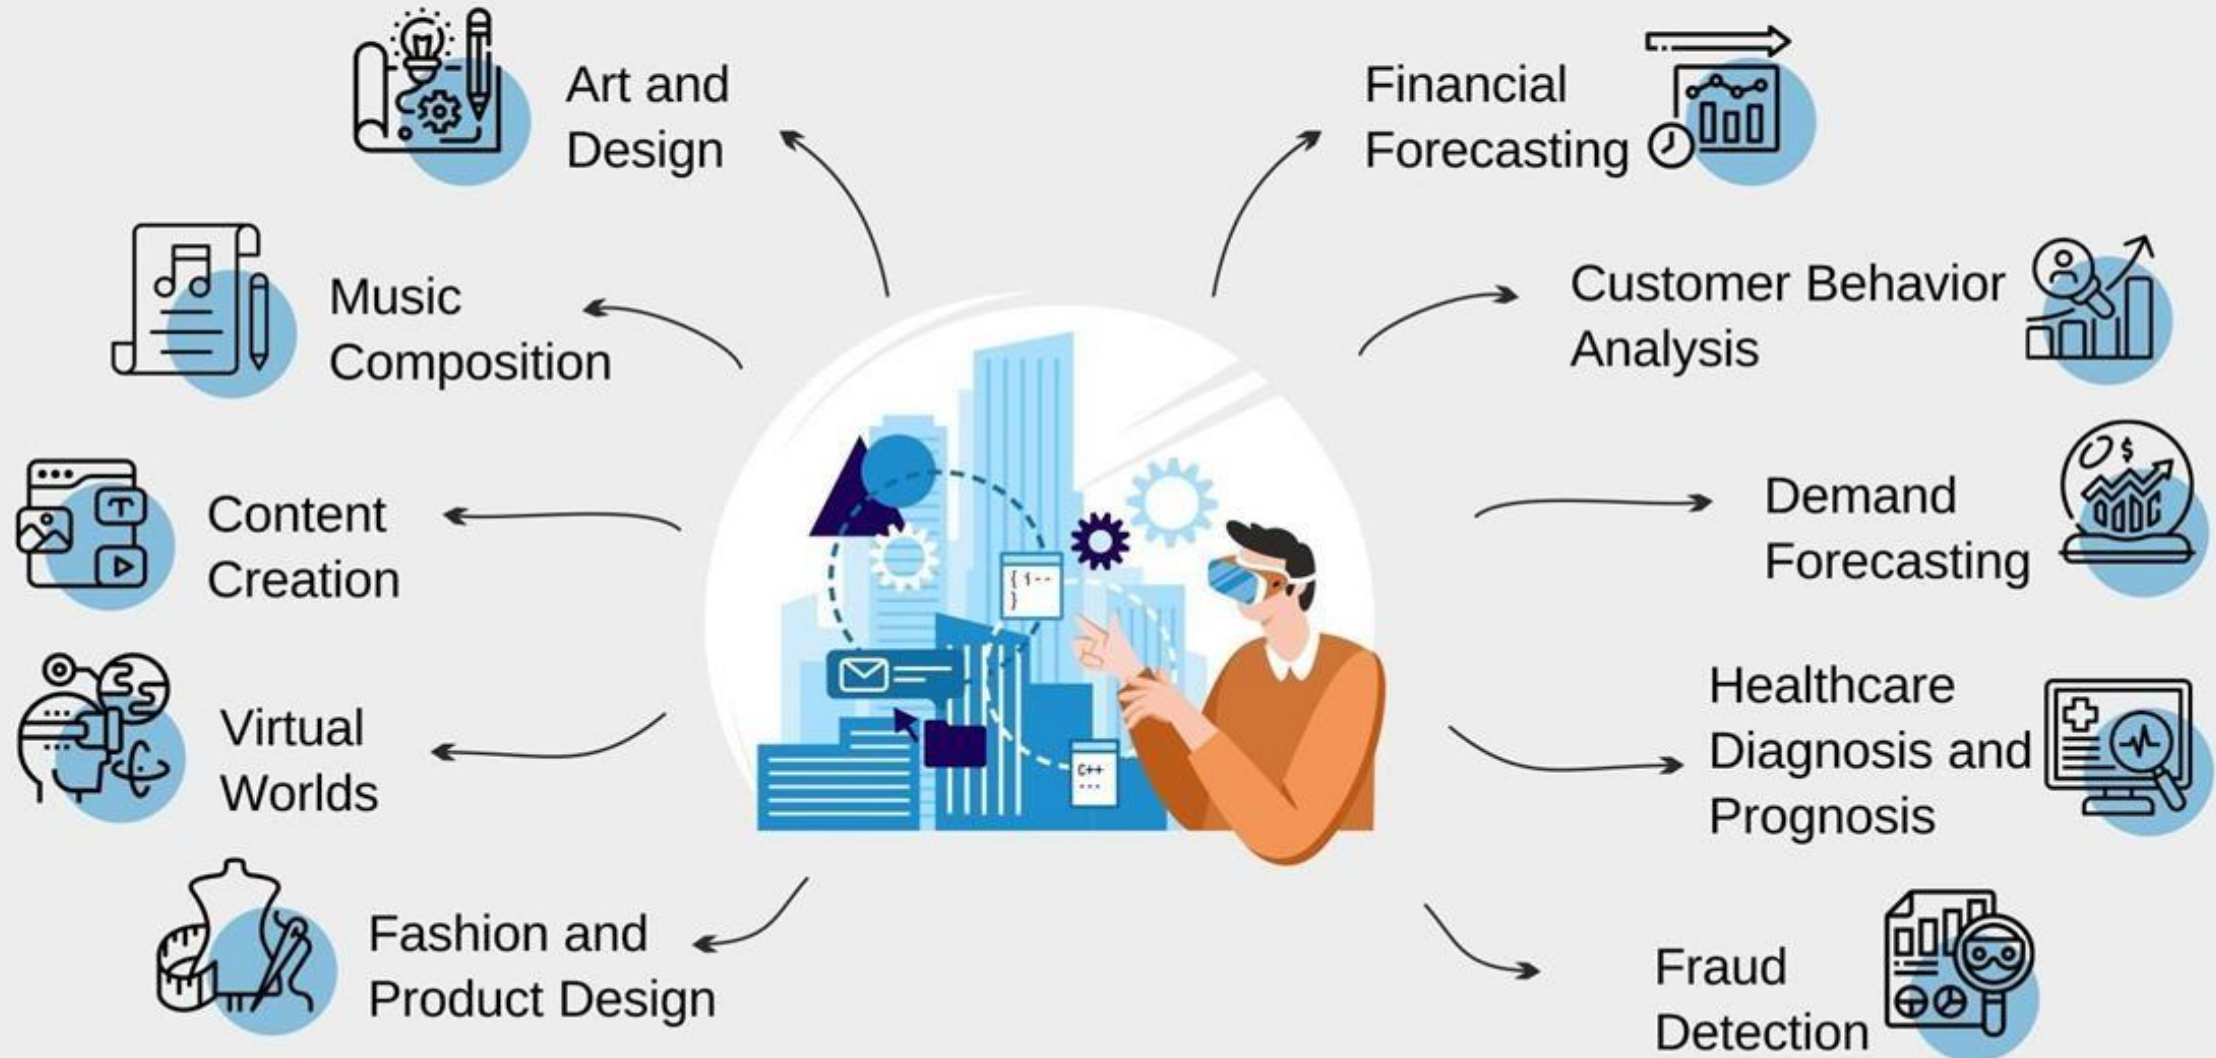 Art and
Design
Music
Composition
Content
Creation
Virtual
Worlds
Fashion and
Product Design
Financial
Forecasting
Customer Behavior
Analysis
Demand
Forecasting
Healthcare
Diagnosis and
Prognosis
Fraud
Detection
T
$
C++
---